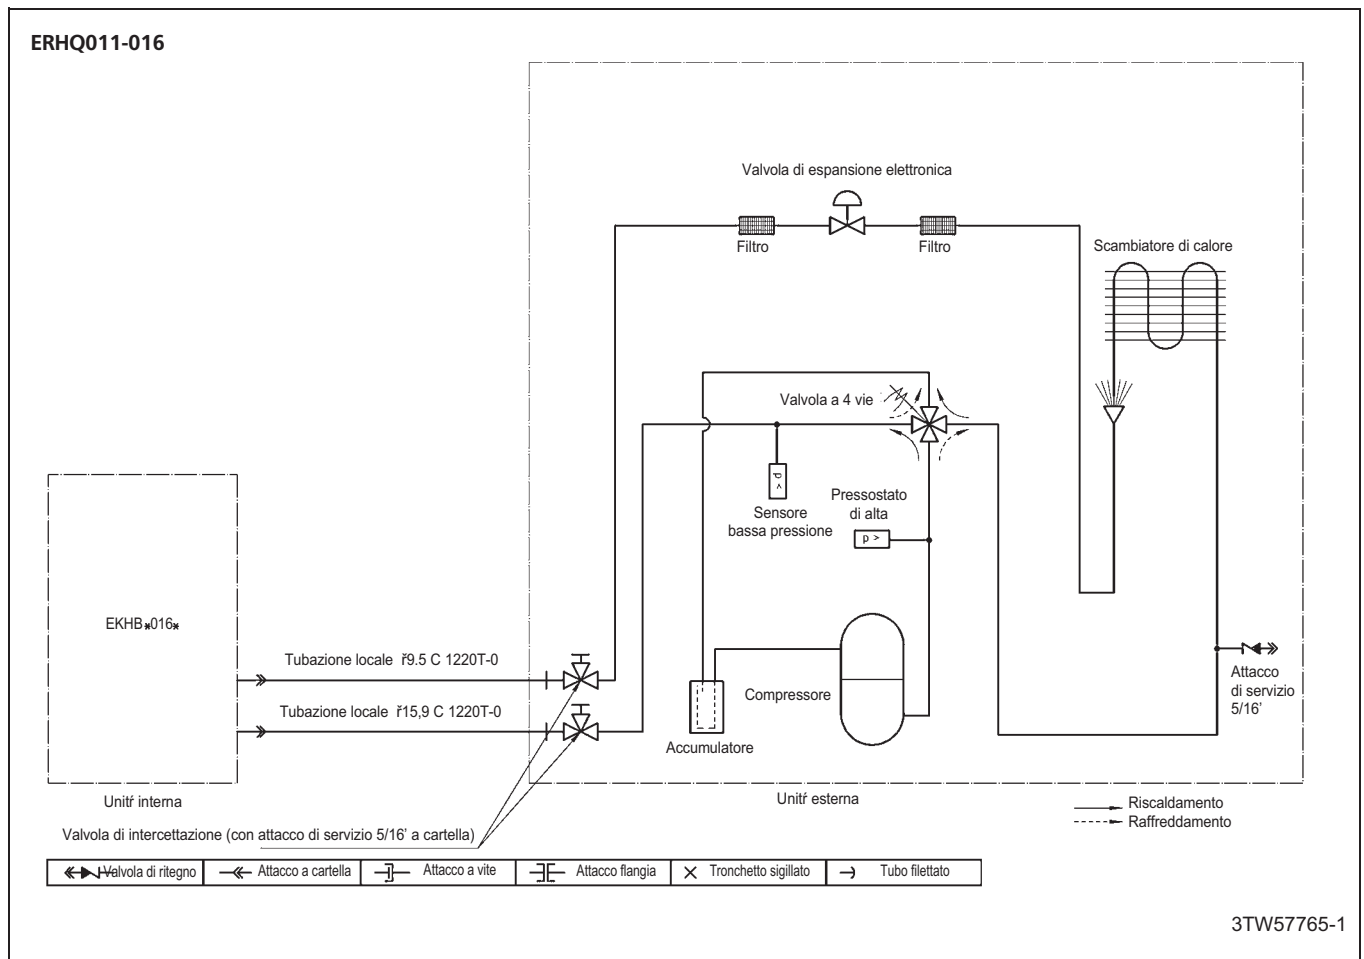 ERHQ011-016
Valvola di espansione elettronica
Filtro
Filtro
Scambiatore di calore
Valvola a 4 vie
p <
Sensore
bassa pressione
Pressostato
di alta
p >
EKHB*016*
Tubazione locale ř9.5 C 1220T-0
Tubazione locale ř15,9 C 1220T-0
Compressore
Accumulatore
Attacco
di servizio
5/16’
Unitŕ interna
Unitŕ esterna
Riscaldamento
Raffreddamento
Valvola di intercettazione (con attacco di servizio 5/16’ a cartella)
Valvola di ritegno
Attacco a cartella
Attacco a vite
Attacco flangia
Tronchetto sigillato
Tubo filettato
3TW57765-1